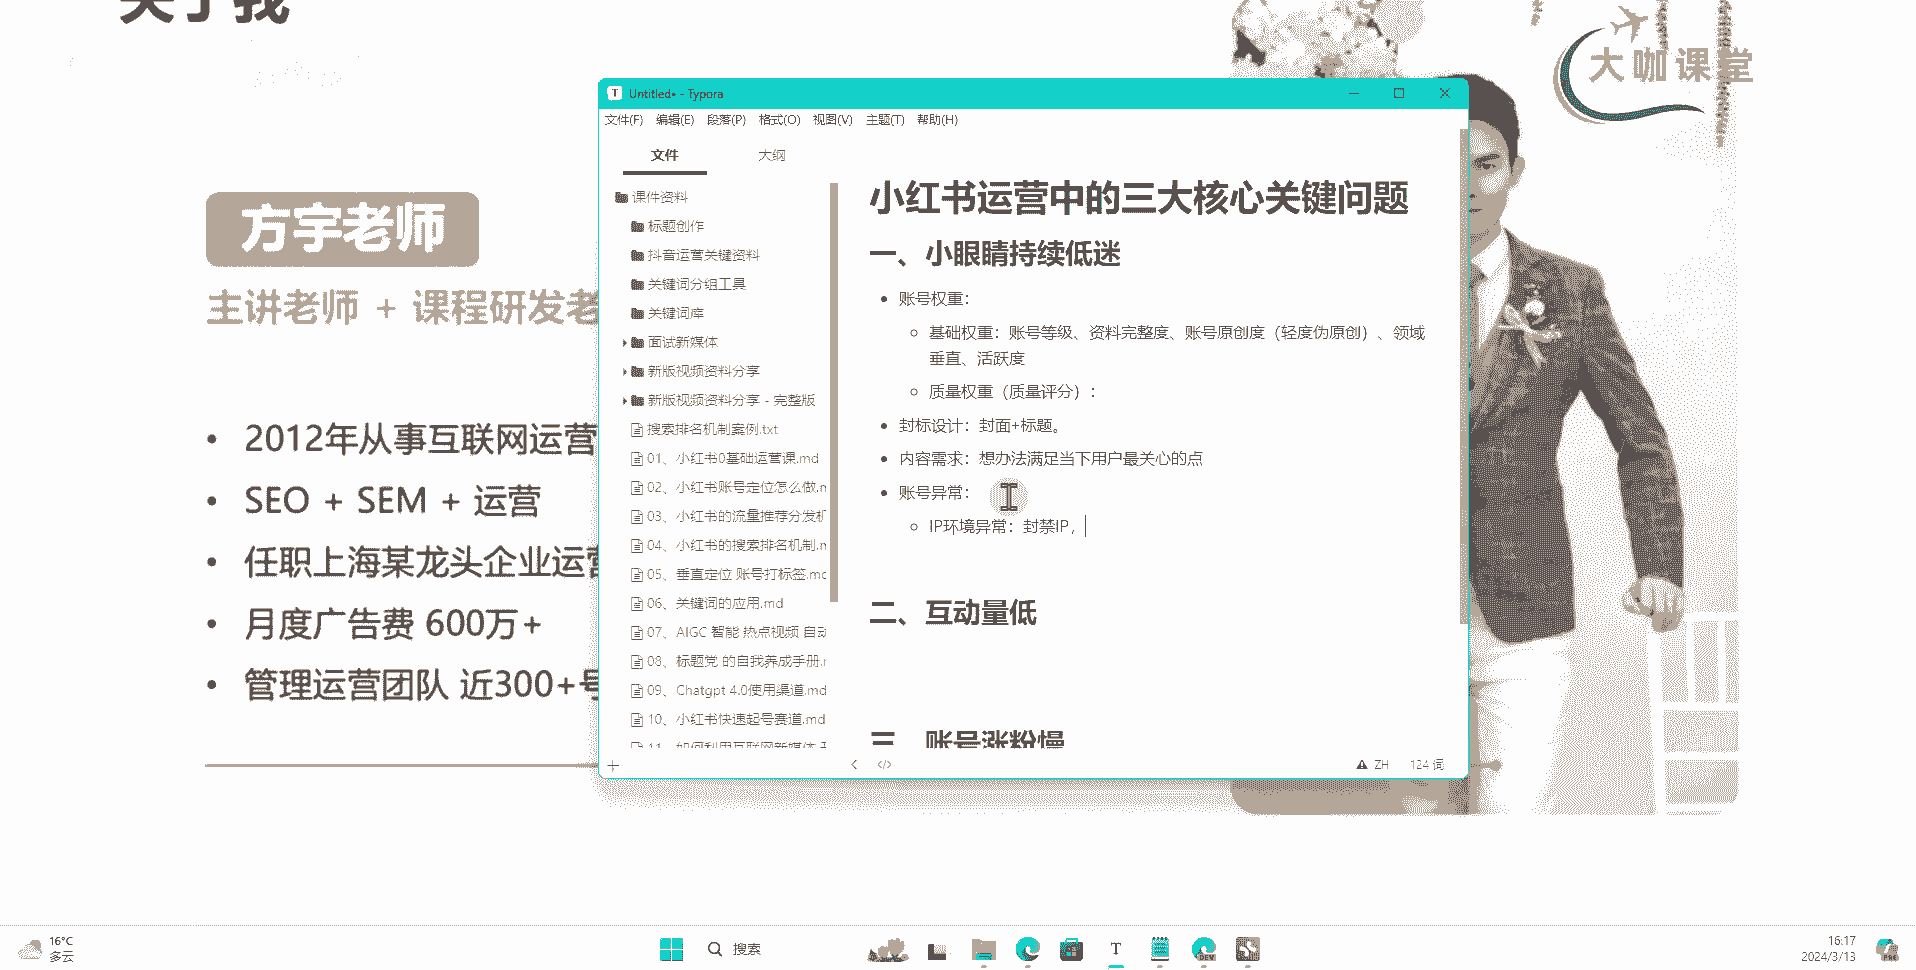 关于我
大咖课堂
方宇老师
主讲老师 + 课程研发老
• 2012年从事互联网运营
• SEO + SEM + 运营
• 任职上海某龙头企业运营
• 月度广告费 600万+
• 管理运营团队 近300+号
Untitled• - Typora
文件(F) 编辑(E) 段落(P) 格式(O) 视图(V) 主题(T) 帮助(H)
文件 大纲
课件资料
标题创作
抖音运营关键资料
关键词分组工具
关键词库
面试新媒体
新版视频资料分享
新版视频资料分享 - 完整版
搜索排名机制案例.txt
01、小红书0基础运营课.md
02、小红书账号定位怎么做.m
03、小红书的流量推荐分发机
04、小红书的搜索排名机制.m
05、垂直定位 账号打标签.md
06、关键词的应用.md
07、AIGC 智能 热点视频 自动
08、标题党 的自我养成手册.m
09、Chatgpt 4.0使用渠道.md
10、小红书快速起号赛道.md
11、如何利用互联网新媒体
小红书运营中的三大核心关键问题
一、小眼睛持续低迷
• 账号权重：
◦ 基础权重：账号等级、资料完整度、账号原创度（轻度伪原创）、领域
垂直、活跃度
◦ 质量权重（质量评分）：
• 封标设计：封面+标题。
• 内容需求：想办法满足当下用户最关心的点
• 账号异常：
◦ IP环境异常：封禁IP，
二、互动量低
三、账号涨粉慢
ZH 124 词
16°C
多云
搜索
T
DEV
16:17
2024/3/13
PRE